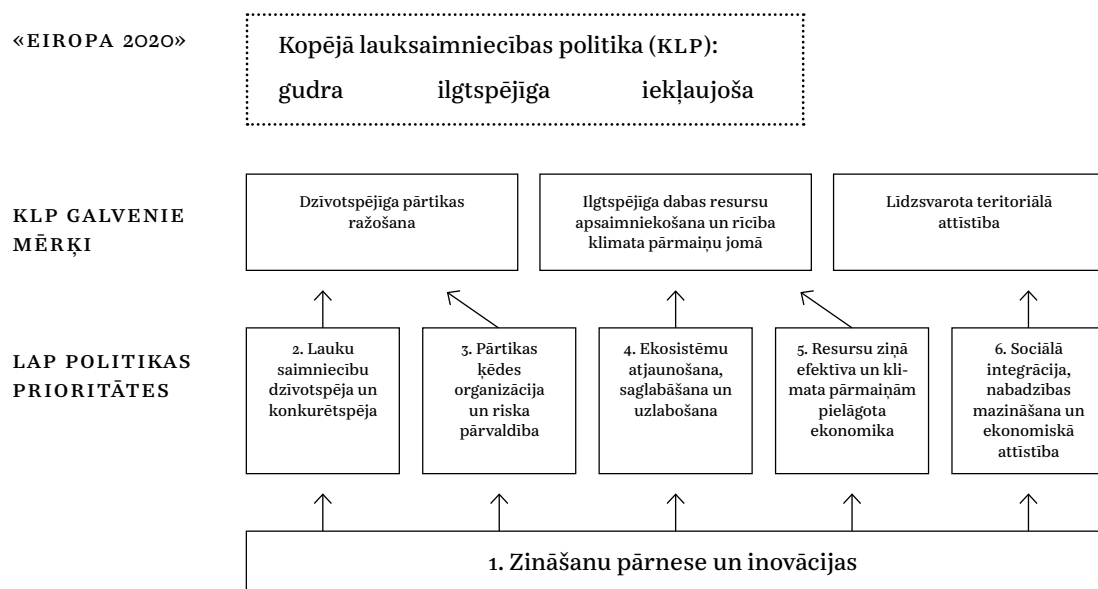 «EIROPA 2020»
Kopējā lauksaimniecības politika (KLP):
gudra ilgtspējīga iekļaujoša
KLP GALVENIE
MĒRĶI
Dzīvotspējīga pārtikas
ražošana
Ilgtspējīga dabas resursu
apsaimniekošana un rīcība
klimata pārmaiņu jomā
Līdzsvarota teritoriālā
attīstība
LAP POLITIKAS
PRIORITĀTES
2. Lauku
saimniecību
dzīvotspēja un
konkurētspēja
3. Pārtikas
ķēdes
organizācija
un riska
pārvaldība
4. Ekosistēmu
atjaunošana,
saglabāšana un
uzlabošana
5. Resursu ziņā
efektīva un kli-
mata pārmaiņām
pielāgota
ekonomika
6. Sociālā
integrācija,
nabadzības
mazināšana un
ekonomiskā
attīstība
1. Zināšanu pārnese un inovācijas